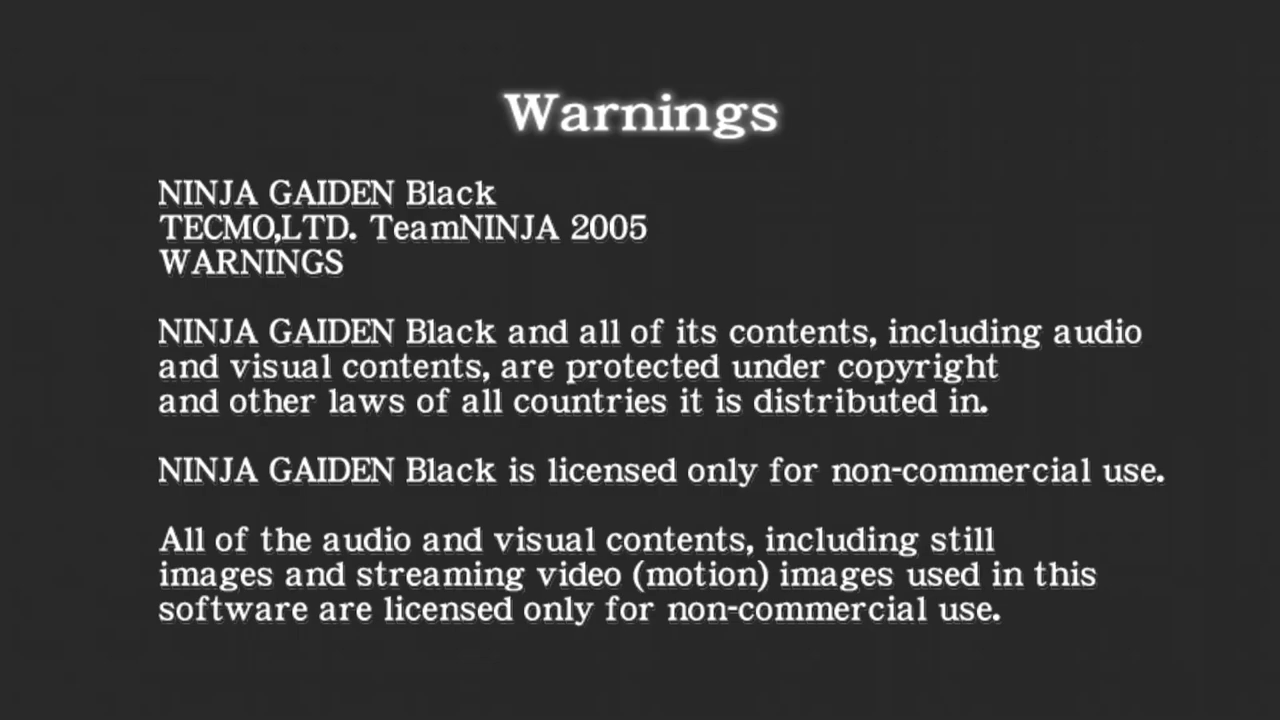 Warnings
NINJA GAIDEN Black
TECMO,LTD. TeamNINJA 2005
WARNINGS
NINJA GAIDEN Black and all of its contents, including audio
and visual contents, are protected under copyright
and other laws of all countries it is distributed in.
NINJA GAIDEN Black is licensed only for non-commercial use.
All of the audio and visual contents, including still
images and streaming video (motion) images used in this
software are licensed only for non-commercial use.